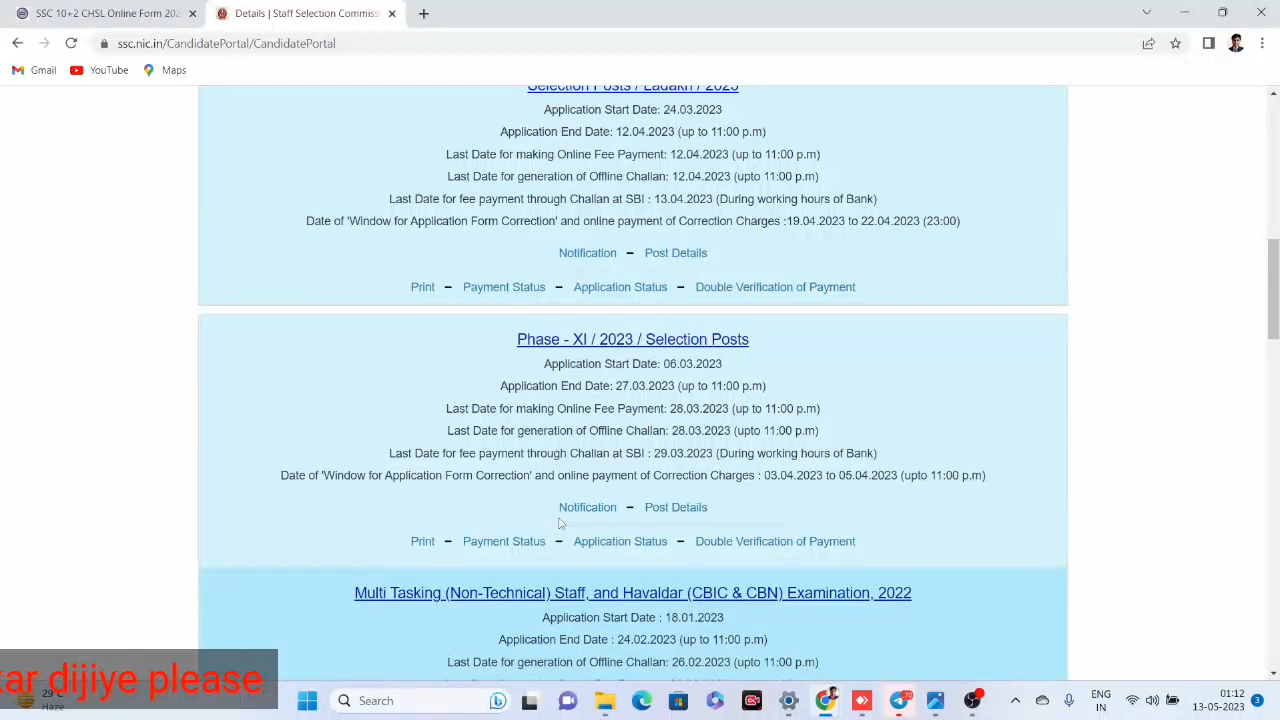 SSC 10+2 Final Answer Key 20
Details | Staff Selection Commiss
ssc.nic.in/CandidatePortal/CandidatePortal
Gmail YouTube Maps
Selection Posts / Ladakh / 2023
Application Start Date: 24.03.2023
Application End Date: 12.04.2023 (up to 11:00 p.m)
Last Date for making Online Fee Payment: 12.04.2023 (up to 11:00 p.m)
Last Date for generation of Offline Challan: 12.04.2023 (upto 11:00 p.m)
Last Date for fee payment through Challan at SBI : 13.04.2023 (During working hours of Bank)
Date of 'Window for Application Form Correction' and online payment of Correction Charges :19.04.2023 to 22.04.2023 (23:00)
Notification – Post Details
Print – Payment Status – Application Status – Double Verification of Payment
Phase - XI / 2023 / Selection Posts
Application Start Date: 06.03.2023
Application End Date: 27.03.2023 (up to 11:00 p.m)
Last Date for making Online Fee Payment: 28.03.2023 (up to 11:00 p.m)
Last Date for generation of Offline Challan: 28.03.2023 (upto 11:00 p.m)
Last Date for fee payment through Challan at SBI : 29.03.2023 (During working hours of Bank)
Date of 'Window for Application Form Correction' and online payment of Correction Charges : 03.04.2023 to 05.04.2023 (upto 11:00 p.m)
Notification – Post Details
Print – Payment Status – Application Status – Double Verification of Payment
Multi Tasking (Non-Technical) Staff, and Havaldar (CBIC & CBN) Examination, 2022
Application Start Date : 18.01.2023
Application End Date : 24.02.2023 (up to 11:00 p.m)
Last Date for generation of Offline Challan: 26.02.2023 (upto 11:00 p.m)
kar dijiye please
29°
Haze
Search
70
ENG
IN
01:12
13-05-2023
3